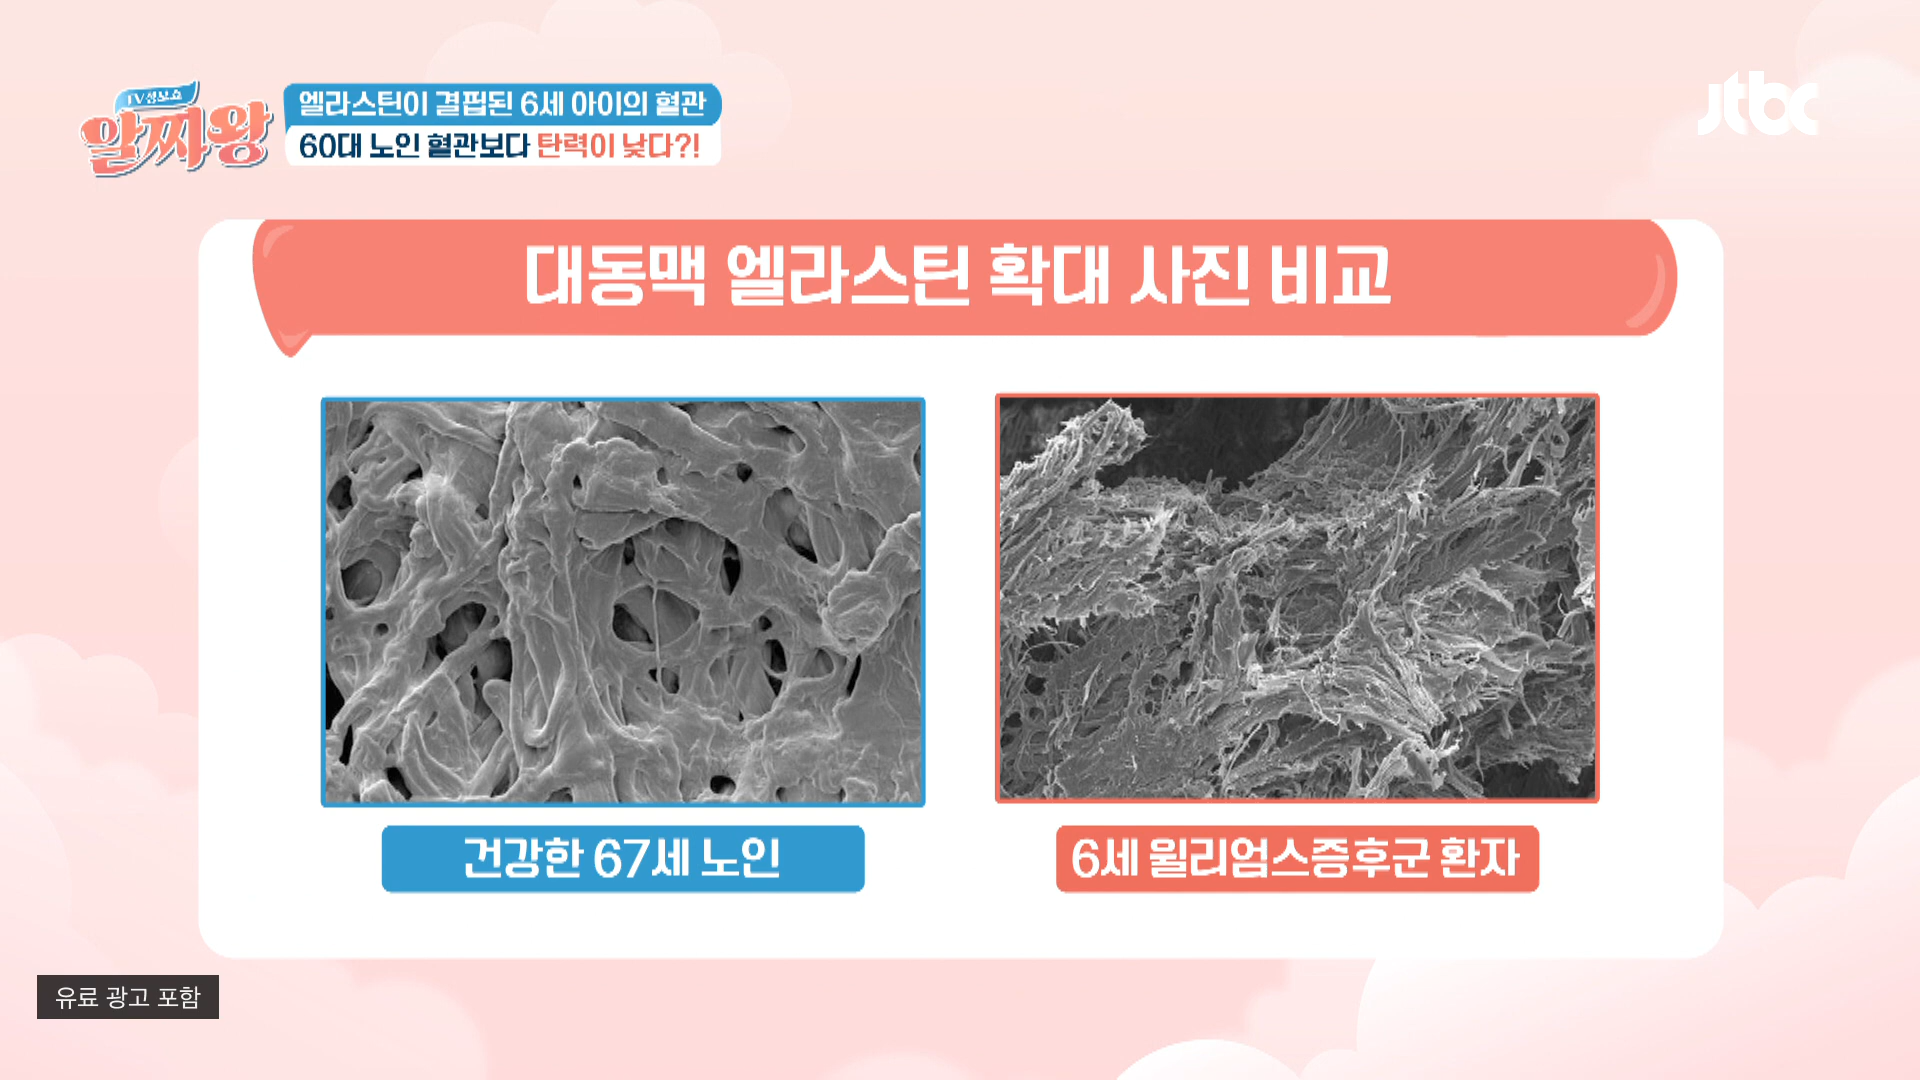 TV정보쇼
알짜왕
엘라스틴이 결핍된 6세 아이의 혈관
60대 노인 혈관보다 탄력이 낮다?!
jtbc
대동맥 엘라스틴 확대 사진 비교
건강한 67세 노인
6세 윌리엄스증후군 환자
유료 광고 포함